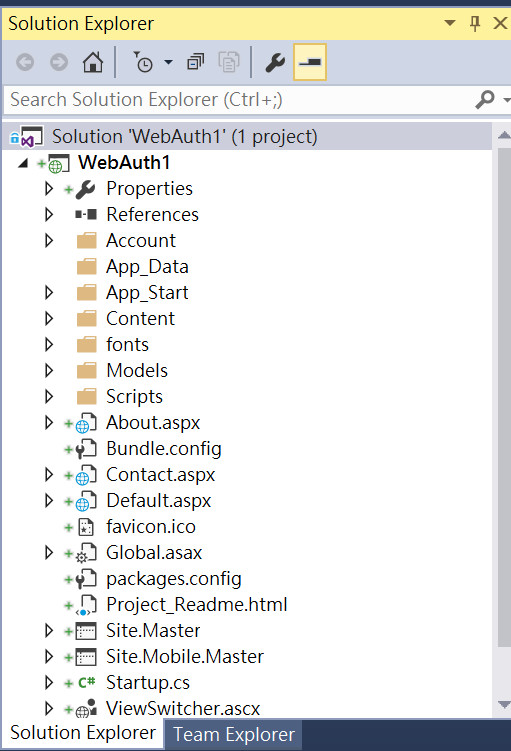 Solution Explorer
Search Solution Explorer (Ctrl+;)
Solution 'WebAuth1' (1 project)
WebAuth1
Properties
References
Account
App_Data
App_Start
Content
fonts
Models
Scripts
About.aspx
Bundle.config
Contact.aspx
Default.aspx
favicon.ico
Global.asax
packages.config
Project_Readme.html
Site.Master
Site.Mobile.Master
C# Startup.cs
ViewSwitcher.ascx
Solution Explorer Team Explorer